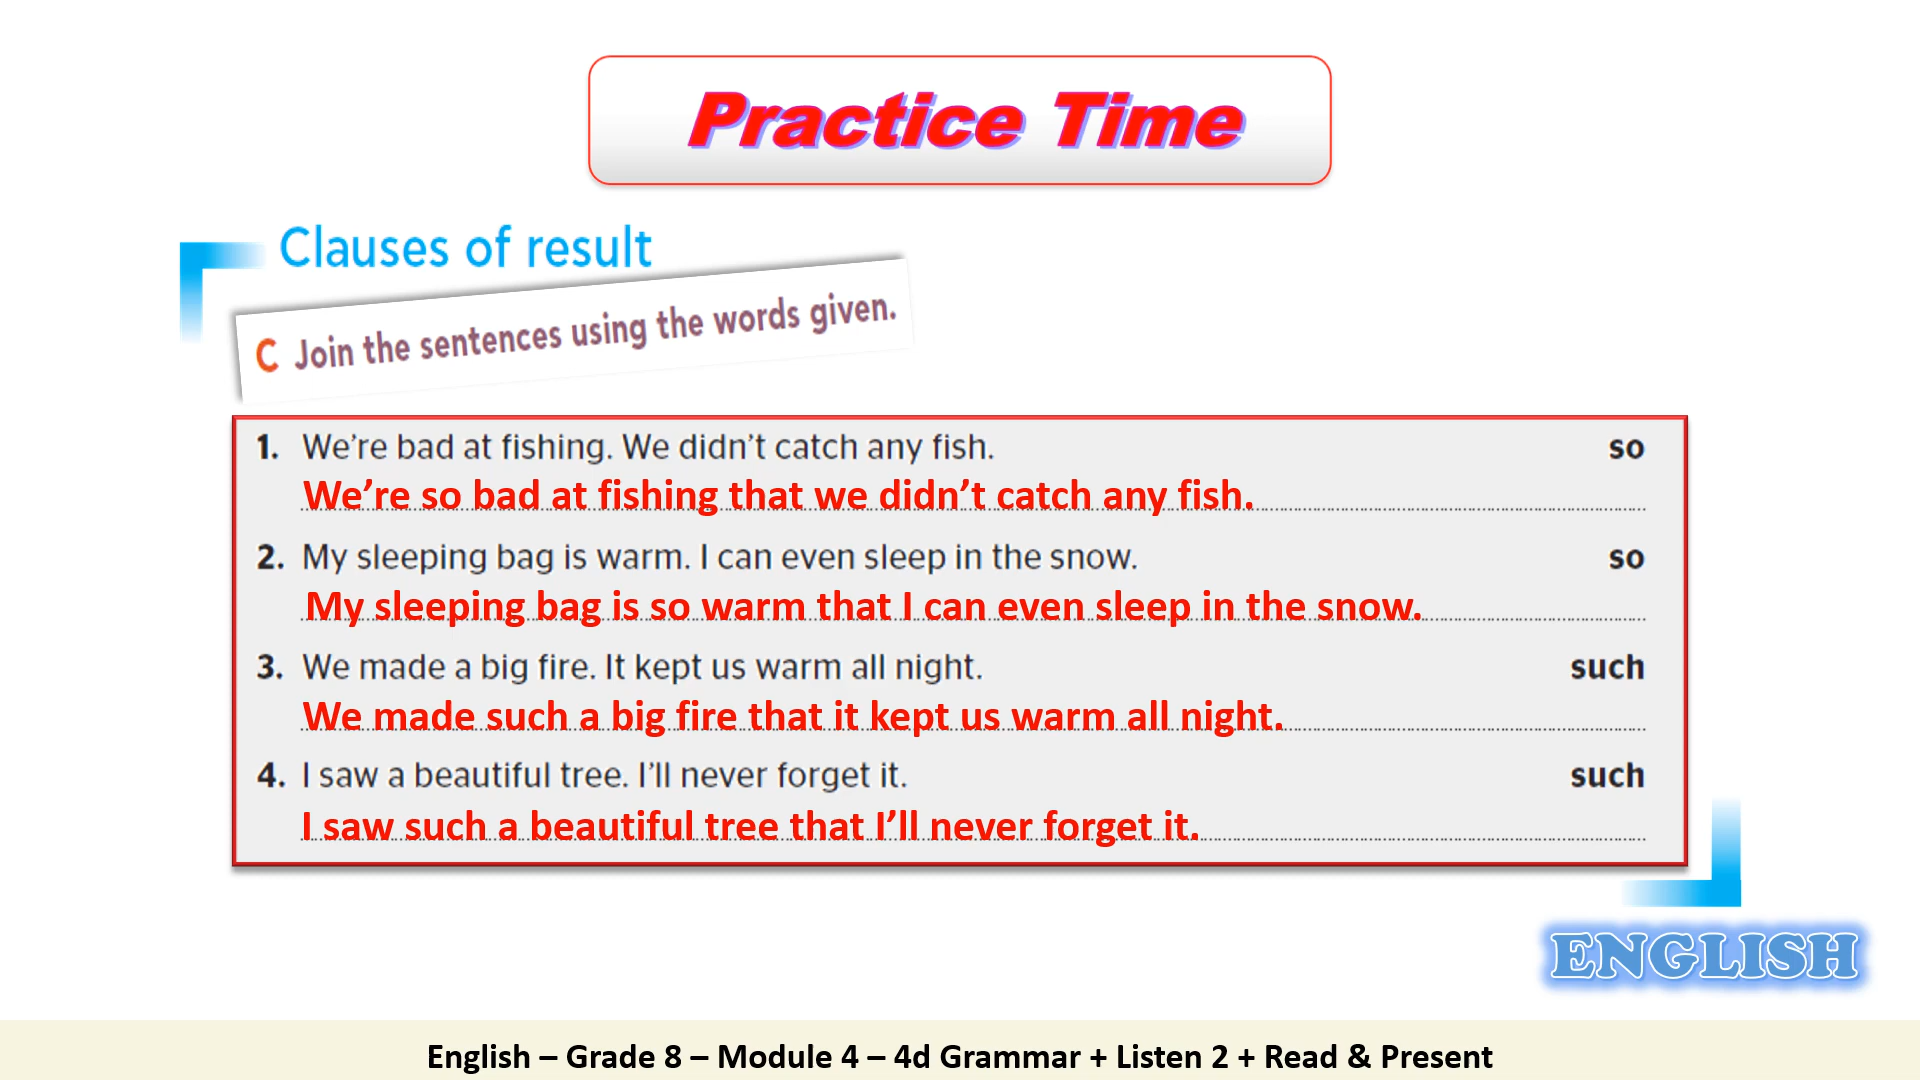 Practice Time
Clauses of result
C Join the sentences using the words given.
1. We're bad at fishing. We didn't catch any fish. so
We're so bad at fishing that we didn't catch any fish.
2. My sleeping bag is warm. I can even sleep in the snow. so
My sleeping bag is so warm that I can even sleep in the snow.
3. We made a big fire. It kept us warm all night. such
We made such a big fire that it kept us warm all night.
4. I saw a beautiful tree. I'll never forget it. such
I saw such a beautiful tree that I'll never forget it.
ENGLISH
English – Grade 8 – Module 4 – 4d Grammar + Listen 2 + Read & Present